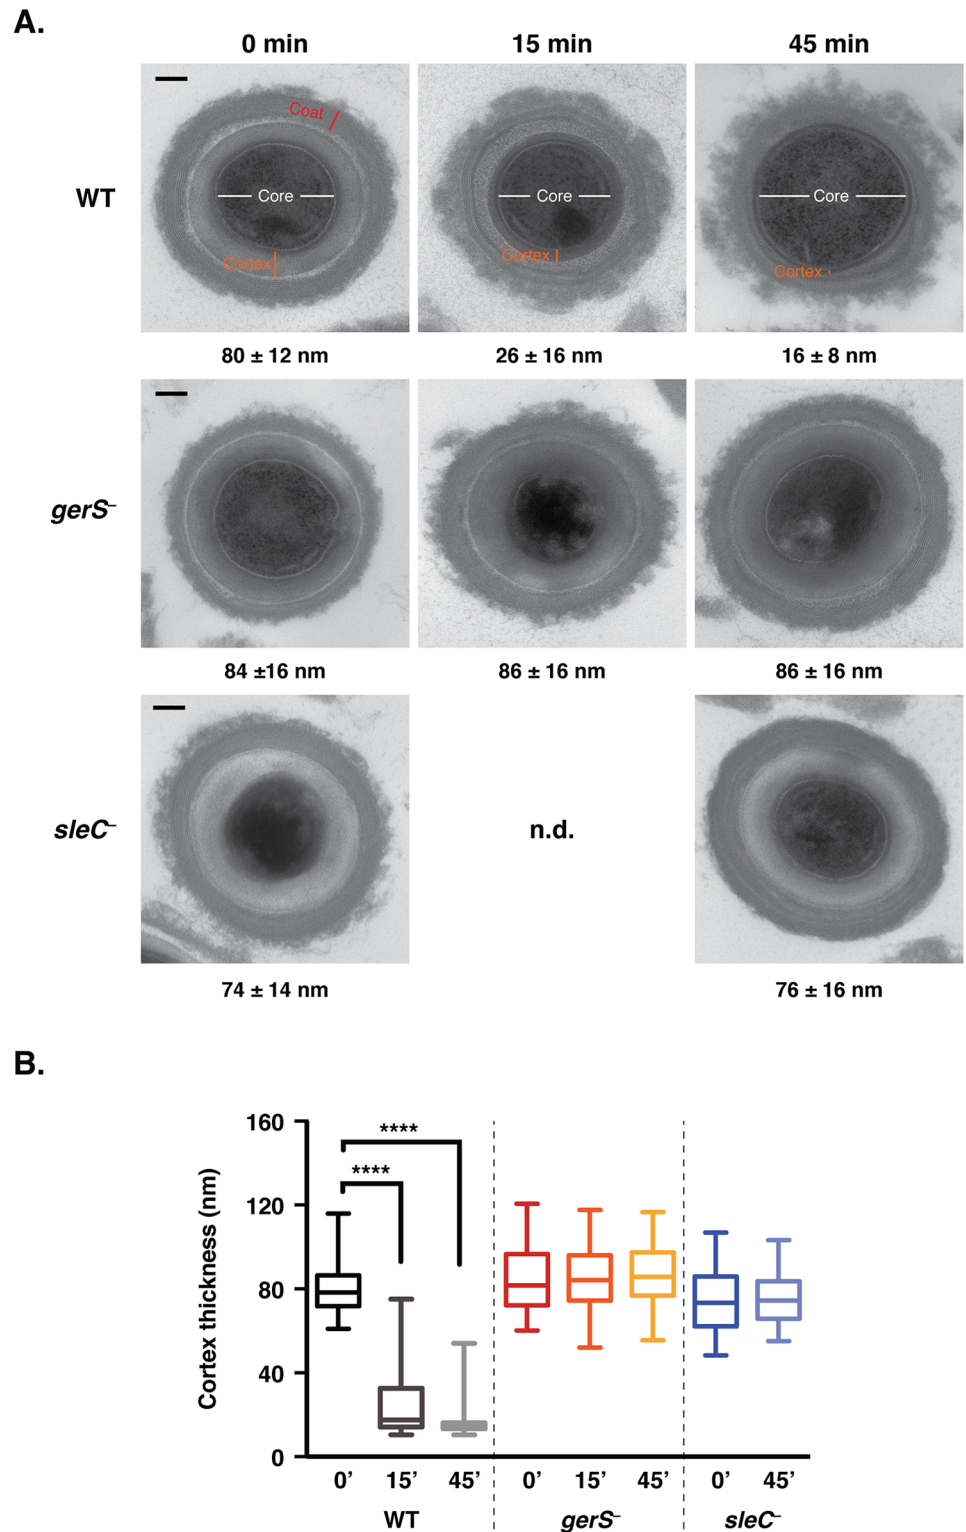 A.
0 min 15 min 45 min
WT
Coat
Core
Cortex
Core
Cortex
Core
Cortex
80 ± 12 nm 26 ± 16 nm 16 ± 8 nm
gerS–
84 ±16 nm 86 ± 16 nm 86 ± 16 nm
sleC–
n.d.
74 ± 14 nm 76 ± 16 nm
B.
Cortex thickness (nm)
160
120
80
40
0
****
****
0’ 15’ 45’ 0’ 15’ 45’ 0’ 45’
WT gerS– sleC–